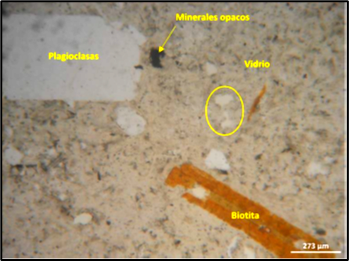 Minerales opacos
Plagioclasas
Vidrio
Biotita
273 µm